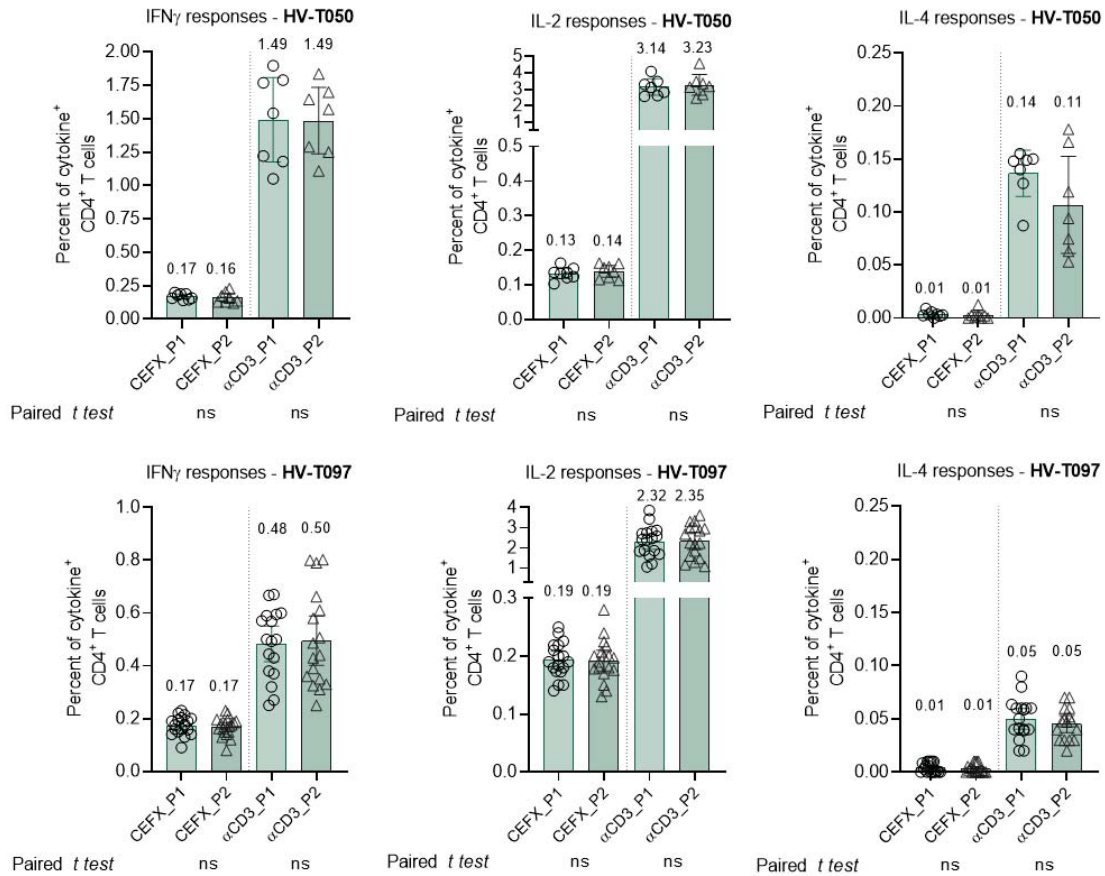 IFNγ responses - HV-T050
1.49 1.49
2.00
1.75
1.50
1.25
1.00
0.75
0.50
0.25
0.00
0.17 0.16
Percent of cytokine⁺
CD4⁺ T cells
CEFX_P1 CEFX_P2 αCD3_P1 αCD3_P2
Paired t test ns ns
IL-2 responses - HV-T050
3.14 3.23
5
4
3
2
1
0.5
0.4
0.3
0.2
0.1
0.0
0.13 0.14
Percent of cytokine⁺
CD4⁺ T cells
CEFX_P1 CEFX_P2 αCD3_P1 αCD3_P2
Paired t test ns ns
IL-4 responses - HV-T050
0.25
0.20
0.15
0.10
0.05
0.00
0.14 0.11
0.01 0.01
Percent of cytokine⁺
CD4⁺ T cells
CEFX_P1 CEFX_P2 αCD3_P1 αCD3_P2
Paired t test ns ns
IFNγ responses - HV-T097
1.0
0.8
0.6
0.4
0.2
0.0
0.48 0.50
0.17 0.17
Percent of cytokine⁺
CD4⁺ T cells
CEFX_P1 CEFX_P2 αCD3_P1 αCD3_P2
Paired t test ns ns
IL-2 responses - HV-T097
2.32 2.35
4
3
2
1
0.3
0.2
0.1
0.0
0.19 0.19
Percent of cytokine⁺
CD4⁺ T cells
CEFX_P1 CEFX_P2 αCD3_P1 αCD3_P2
Paired t test ns ns
IL-4 responses - HV-T097
0.25
0.20
0.15
0.10
0.05
0.00
0.05 0.05
0.01 0.01
Percent of cytokine⁺
CD4⁺ T cells
CEFX_P1 CEFX_P2 αCD3_P1 αCD3_P2
Paired t test ns ns